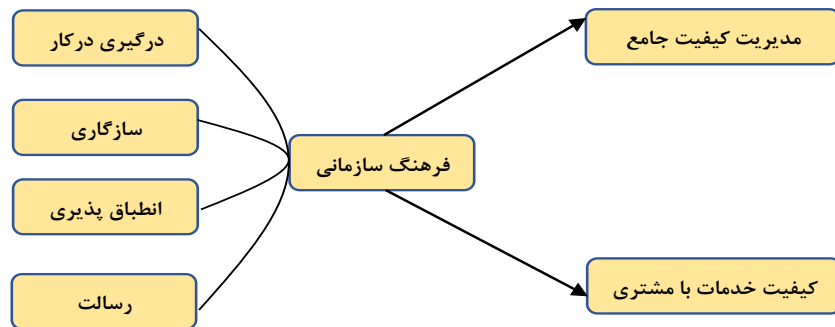 درگیری درکار
سازگاری
انطباق پذیری
رسالت
فرهنگ سازمانی
مدیریت کیفیت جامع
کیفیت خدمات با مشتری